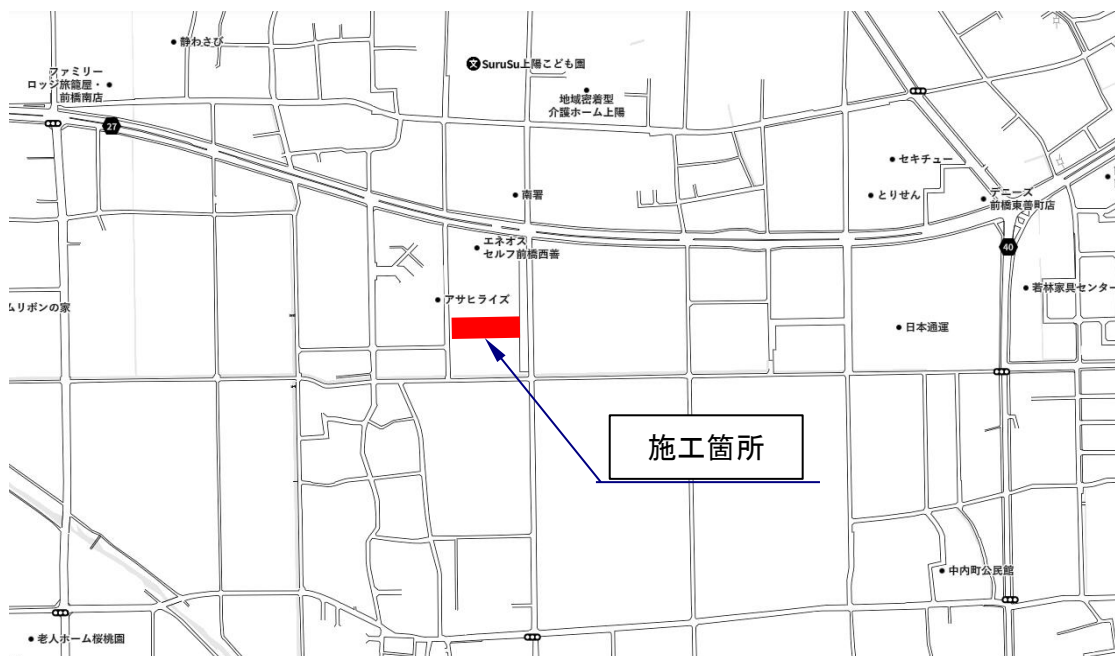 静わさび
SuruSu上陽こども園
ファミリー
ロッジ旅籠屋・
前橋南店
地域密着型
介護ホーム上陽
27
セキチュー
南署
とりせん
デニーズ
前橋東善町店
エネオス
セルフ前橋西善
40
アサヒライズ
若林家具センター
ムリボンの家
日本通運
施工箇所
中内町公民館
老人ホーム桜桃園